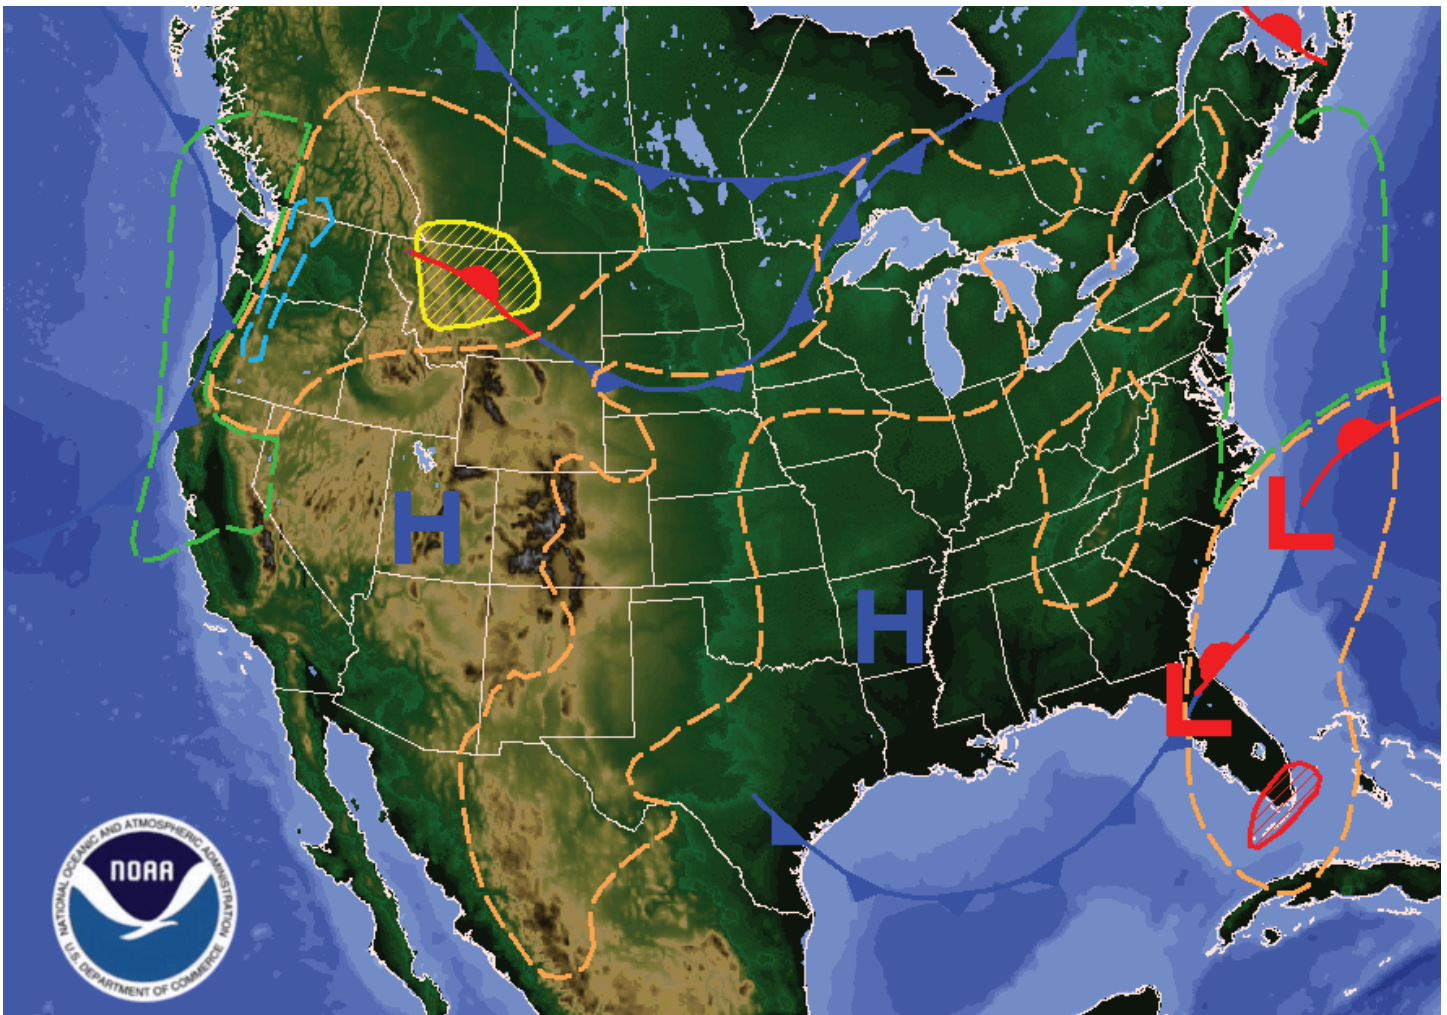 H
H
L
L
NATIONAL OCEANIC AND ATMOSPHERIC ADMINISTRATION
NOAA
U.S. DEPARTMENT OF COMMERCE